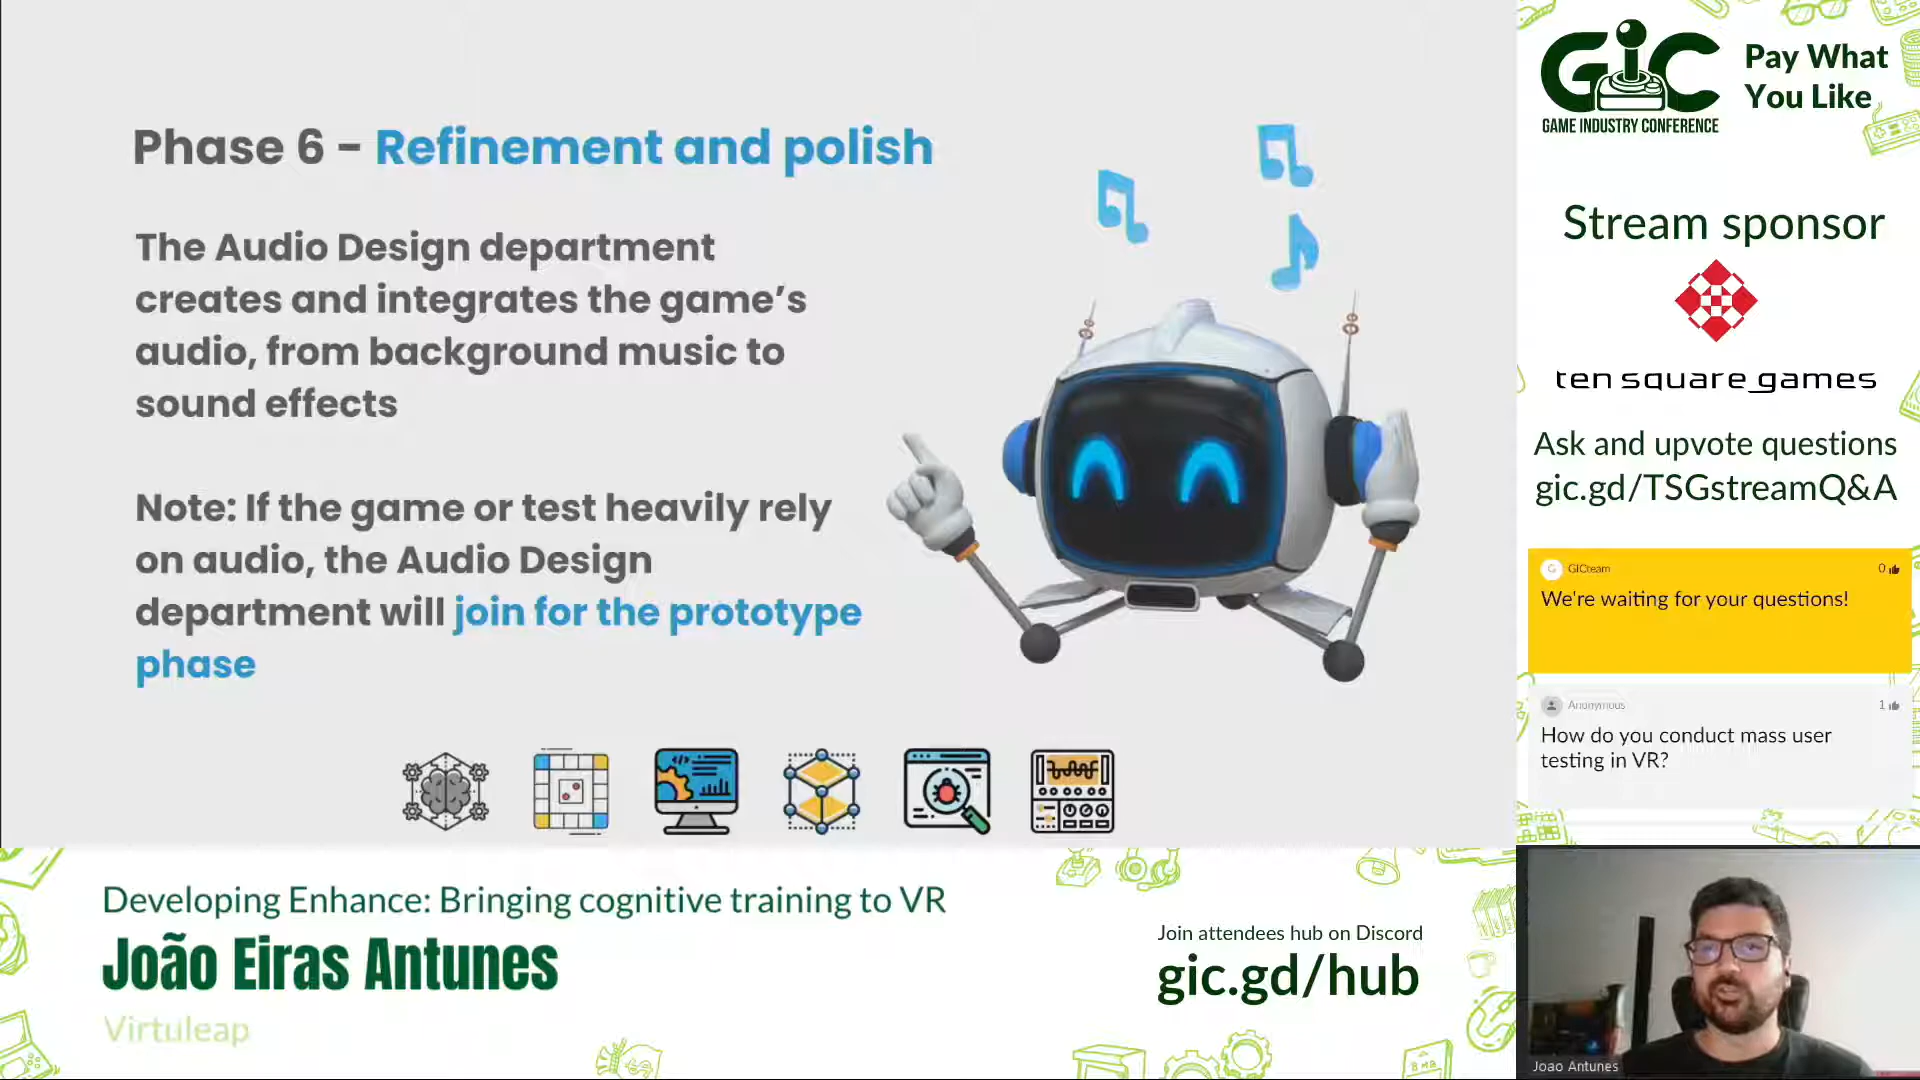 Phase 6 - Refinement and polish
The Audio Design department
creates and integrates the game’s
audio, from background music to
sound effects
Note: If the game or test heavily rely
on audio, the Audio Design
department will join for the prototype
phase
GIC
GAME INDUSTRY CONFERENCE
Pay What
You Like
Stream sponsor
ten square games
Ask and upvote questions
gic.gd/TSGstreamQ&A
G
GICteam
0
We're waiting for your questions!
Anonymous
1
How do you conduct mass user
testing in VR?
Developing Enhance: Bringing cognitive training to VR
João Eiras Antunes
Virtuleap
Join attendees hub on Discord
gic.gd/hub
Joao Antunes